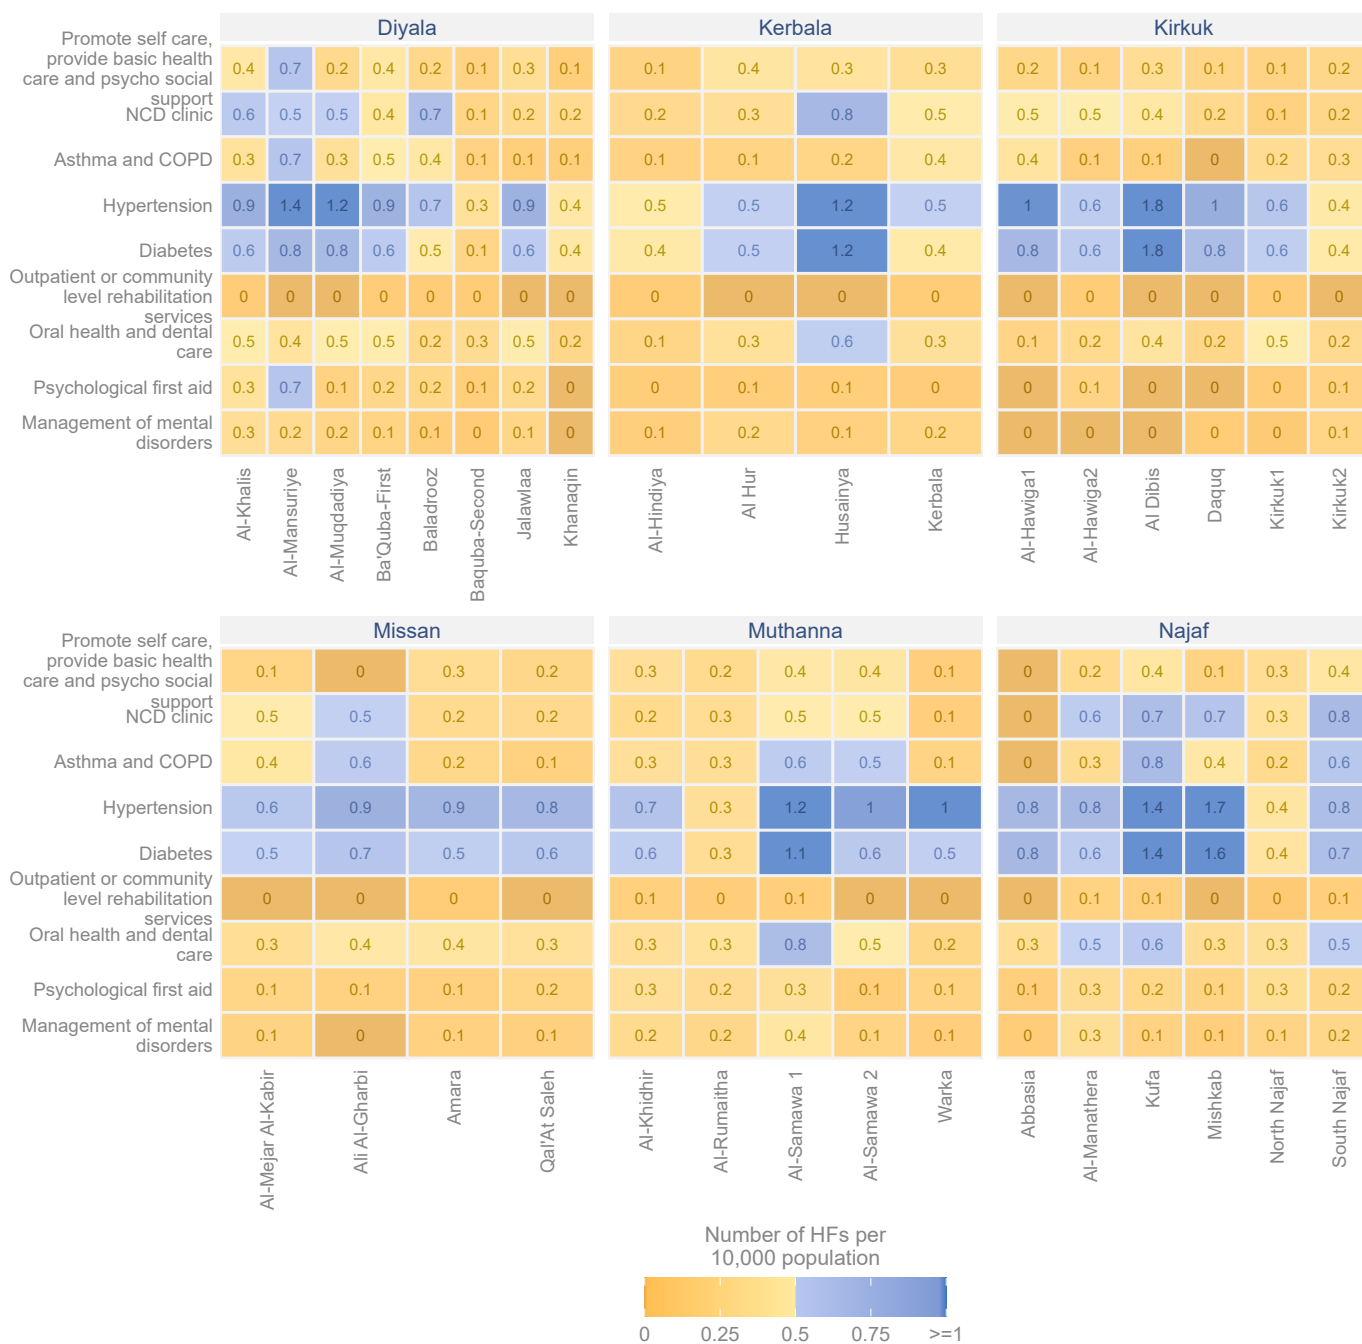 Diyala
Kerbala
Kirkuk
Promote self care,
provide basic health
care and psycho social
support
0.4 0.7 0.2 0.4 0.2 0.1 0.3 0.1 0.1 0.4 0.3 0.3 0.2 0.1 0.3 0.1 0.1 0.2
NCD clinic
0.6 0.5 0.5 0.4 0.7 0.1 0.2 0.2 0.2 0.3 0.8 0.5 0.5 0.5 0.4 0.2 0.1 0.2
Asthma and COPD
0.3 0.7 0.3 0.5 0.4 0.1 0.1 0.1 0.1 0.1 0.2 0.4 0.4 0.1 0.1 0 0.2 0.3
Hypertension
0.9 1.4 1.2 0.9 0.7 0.3 0.9 0.4 0.5 0.5 1.2 0.5 1 0.6 1.8 1 0.6 0.4
Diabetes
0.6 0.8 0.8 0.6 0.5 0.1 0.6 0.4 0.4 0.5 1.2 0.4 0.8 0.6 1.8 0.8 0.6 0.4
Outpatient or community
level rehabilitation
services
0 0 0 0 0 0 0 0 0 0 0 0 0 0 0 0 0 0
Oral health and dental
care
0.5 0.4 0.5 0.5 0.2 0.3 0.5 0.2 0.1 0.3 0.6 0.3 0.1 0.2 0.4 0.2 0.5 0.2
Psychological first aid
0.3 0.7 0.1 0.2 0.2 0.1 0.2 0 0 0.1 0.1 0 0 0.1 0 0 0 0.1
Management of mental
disorders
0.3 0.2 0.2 0.1 0.1 0 0.1 0 0.1 0.2 0.1 0.2 0 0 0 0 0 0.1
Al-Khalis
Al-Mansuriye
Al-Muqdadiya
Ba'Quba-First
Baladrooz
Baquba-Second
Jalawlaa
Khanaqin
Al-Hindiya
Al Hur
Husainya
Kerbala
Al-Hawiga1
Al-Hawiga2
Al Dibis
Daquq
Kirkuk1
Kirkuk2
Missan
Muthanna
Najaf
Promote self care,
provide basic health
care and psycho social
support
0.1 0 0.3 0.2 0.3 0.2 0.4 0.4 0.1 0 0.2 0.4 0.1 0.3 0.4
NCD clinic
0.5 0.5 0.2 0.2 0.2 0.3 0.5 0.5 0.1 0 0.6 0.7 0.7 0.3 0.8
Asthma and COPD
0.4 0.6 0.2 0.1 0.3 0.3 0.6 0.5 0.1 0 0.3 0.8 0.4 0.2 0.6
Hypertension
0.6 0.9 0.9 0.8 0.7 0.3 1.2 1 1 0.8 0.8 1.4 1.7 0.4 0.8
Diabetes
0.5 0.7 0.5 0.6 0.6 0.3 1.1 0.6 0.5 0.8 0.6 1.4 1.6 0.4 0.7
Outpatient or community
level rehabilitation
services
0 0 0 0 0.1 0 0.1 0 0 0 0.1 0.1 0 0 0.1
Oral health and dental
care
0.3 0.4 0.4 0.3 0.3 0.3 0.8 0.5 0.2 0.3 0.5 0.6 0.3 0.3 0.5
Psychological first aid
0.1 0.1 0.1 0.2 0.3 0.2 0.3 0.1 0.1 0.1 0.3 0.2 0.1 0.3 0.2
Management of mental
disorders
0.1 0 0.1 0.1 0.2 0.2 0.4 0.1 0.1 0 0.3 0.1 0.1 0.1 0.2
Al-Mejar Al-Kabir
Ali Al-Gharbi
Amara
Qal'At Saleh
Al-Khidhir
Al-Rumaitha
Al-Samawa 1
Al-Samawa 2
Warka
Abbasia
Al-Manathera
Kufa
Mishkab
North Najaf
South Najaf
Number of HFs per
10,000 population
0 0.25 0.5 0.75 >=1